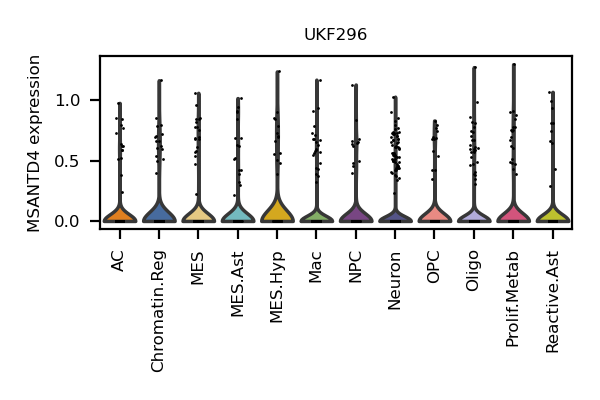 UKF296
MSANTD4 expression
1.0
0.5
0.0
AC
Chromatin.Reg
MES
MES.Ast
MES.Hyp
Mac
NPC
Neuron
OPC
Oligo
Prolif.Metab
Reactive.Ast